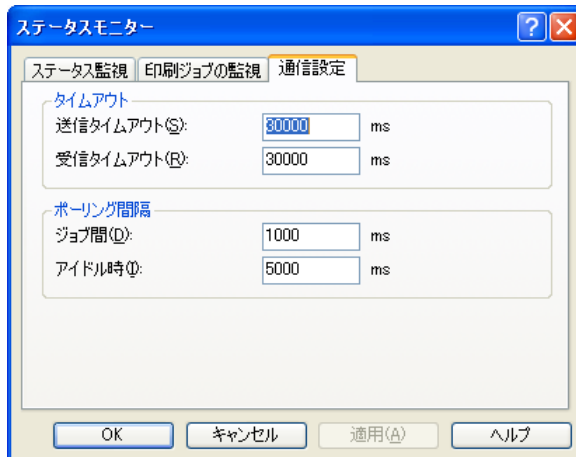 ステータスモニター
ステータス監視 印刷ジョブの監視 通信設定
タイムアウト
送信タイムアウト(S): 30000 ms
受信タイムアウト(R): 30000 ms
ポーリング間隔
ジョブ間(D): 1000 ms
アイドル時(I): 5000 ms
OK キャンセル 適用(A) ヘルプ